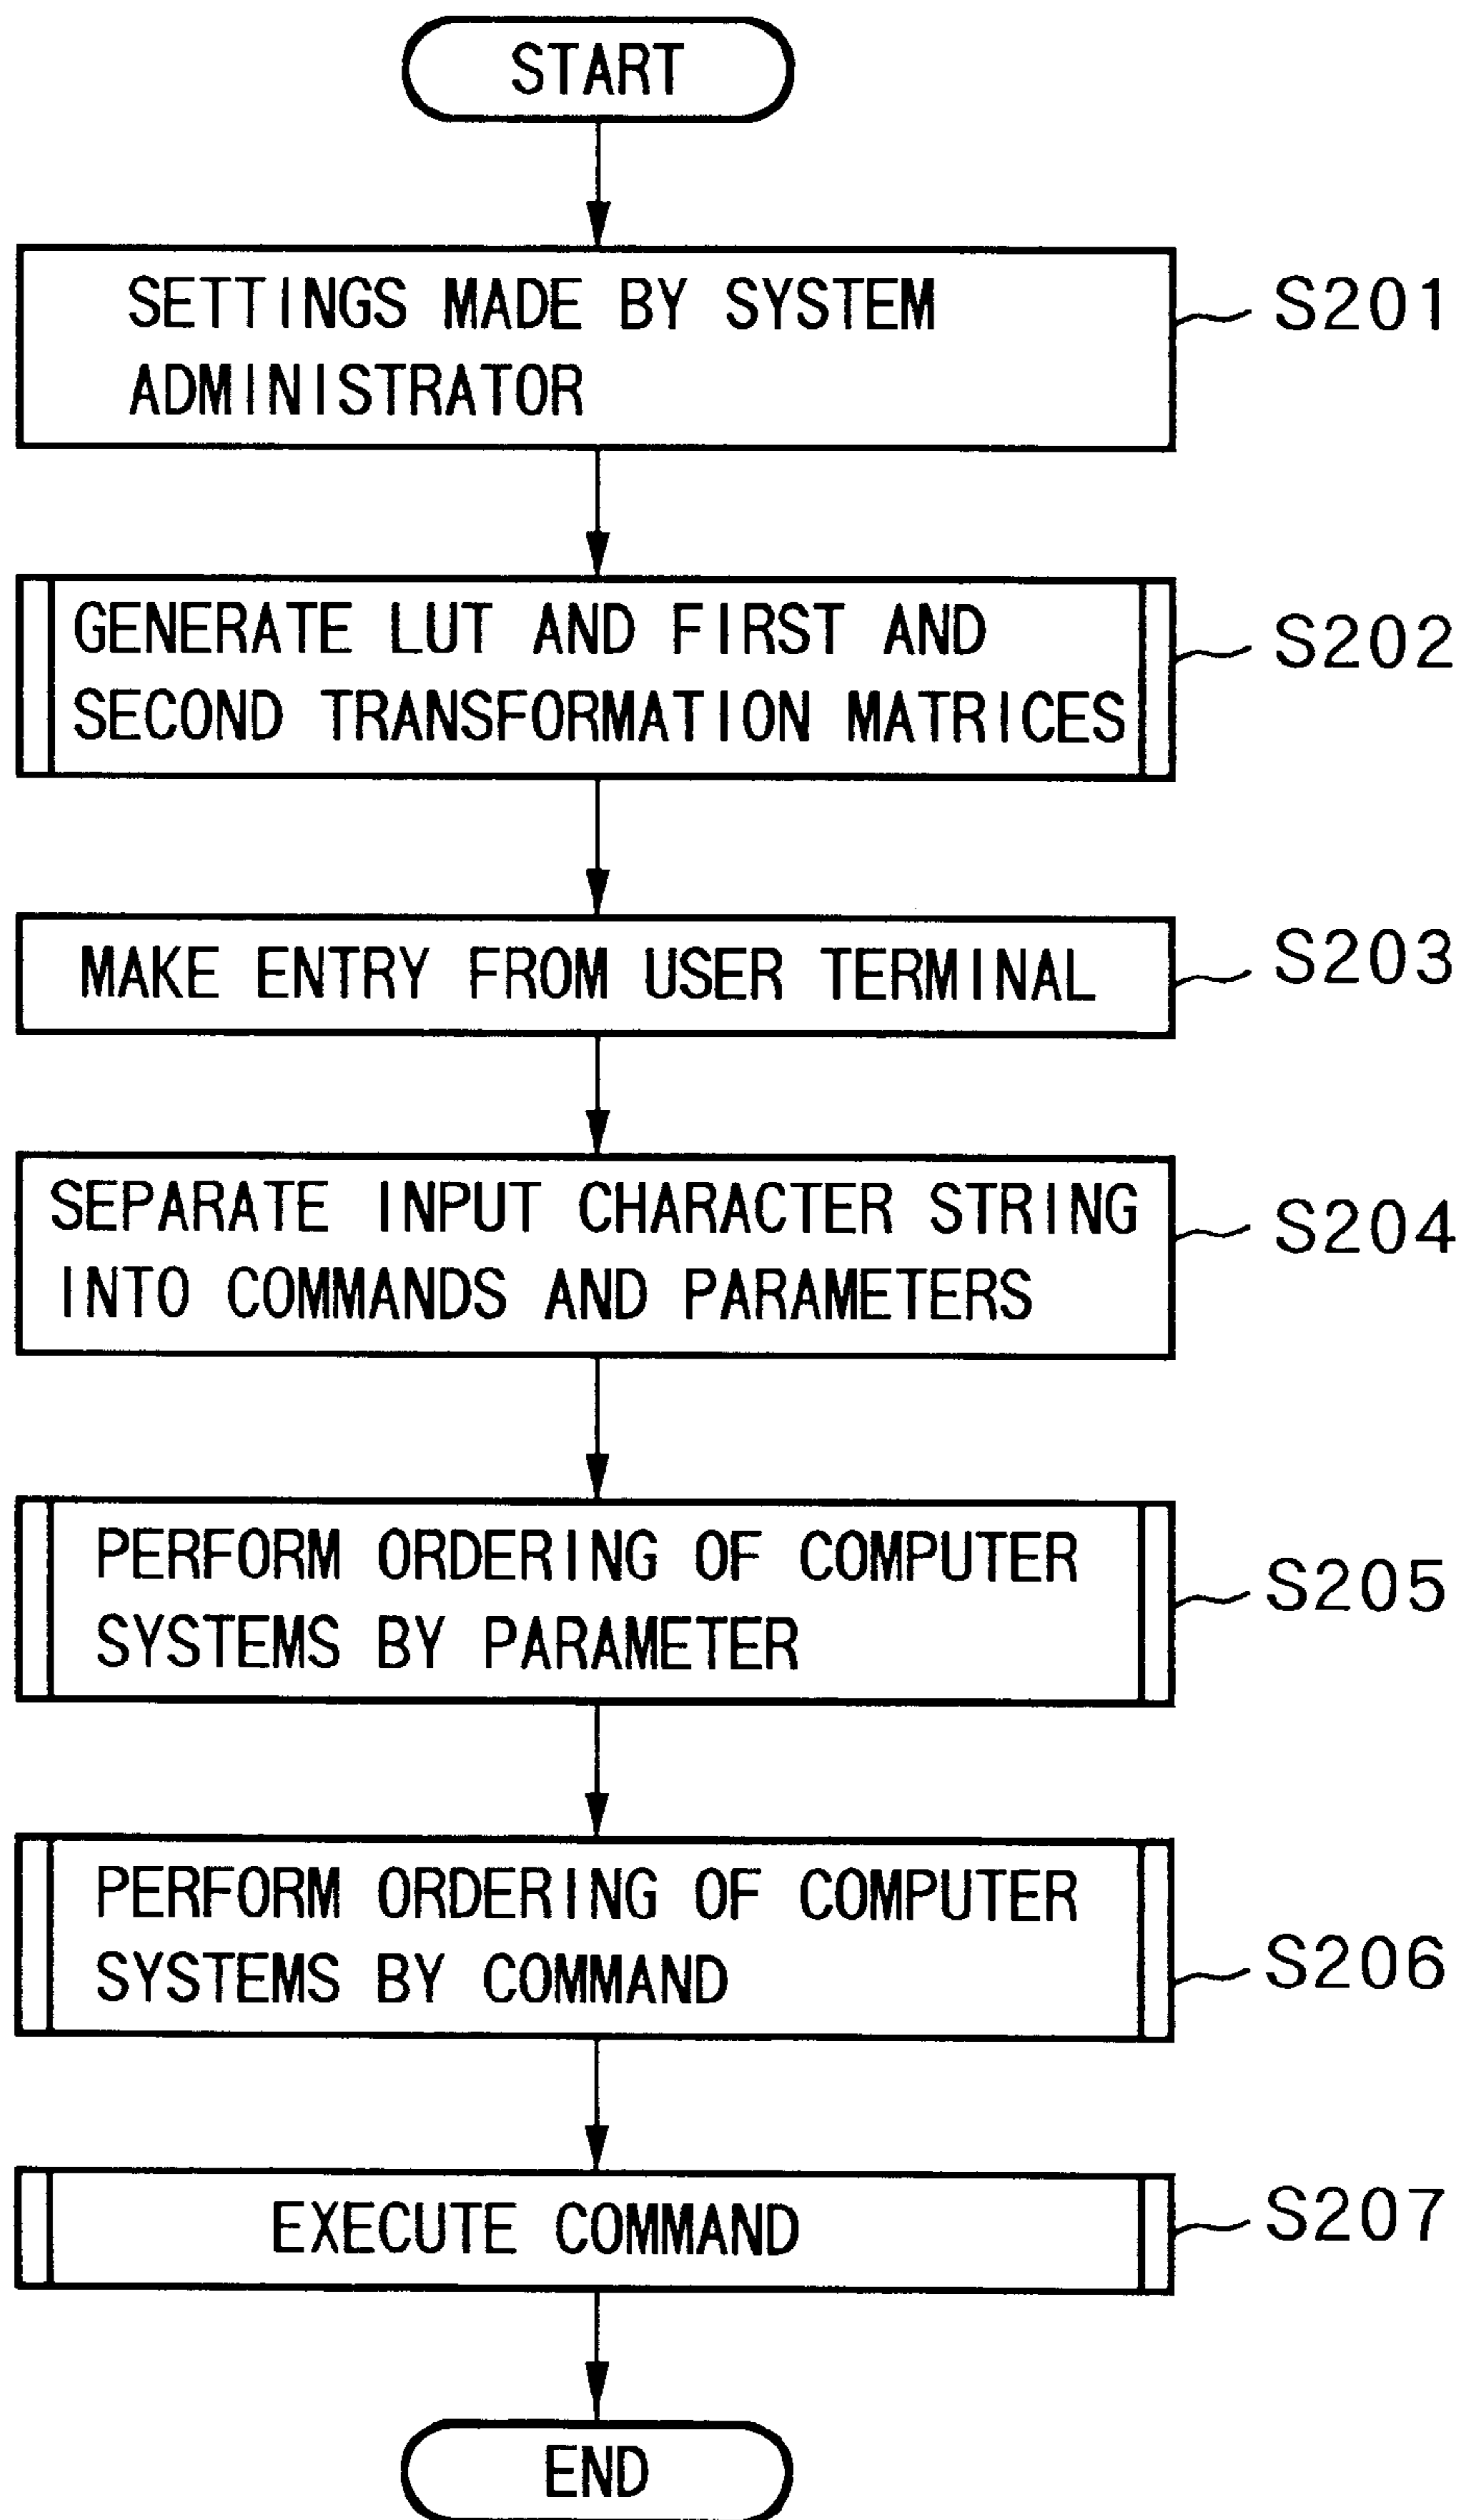 START
SETTINGS MADE BY SYSTEM
ADMINISTRATOR
S201
GENERATE LUT AND FIRST AND
SECOND TRANSFORMATION MATRICES
S202
MAKE ENTRY FROM USER TERMINAL
S203
SEPARATE INPUT CHARACTER STRING
INTO COMMANDS AND PARAMETERS
S204
PERFORM ORDERING OF COMPUTER
SYSTEMS BY PARAMETER
S205
PERFORM ORDERING OF COMPUTER
SYSTEMS BY COMMAND
S206
EXECUTE COMMAND
S207
END